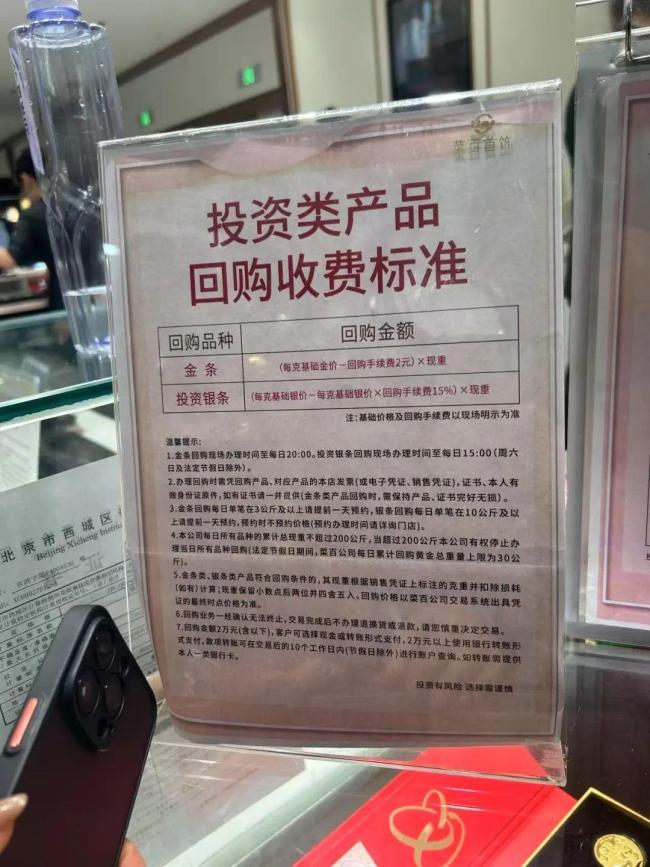 菜百首饰
投资类产品
回购收费标准
回购品种 回购金额
金条 （每克基础金价－回购手续费2元）×现重
投资银条 （每克基础银价－每克基础银价×回购手续费15%）×现重
注：基础价格及回购手续费以现场明示为准
温馨提示：
1.金条回购现场办理时间至每日20:00。投资银条回购现场办理时间至每日15:00（周六
日及法定节假日除外）。
2.办理回购时需凭回购产品、对应产品的本店发票（或电子凭证、销售凭证），证书、本人有
效身份证原件，如有证书请一并提供（金条类产品回购时，需保持产品、证书完好无损）。
3.金条回购每日单笔在3公斤及以上请提前一天预约，银条回购每日单笔在10公斤及以
上请提前一天预约，预约时不预约价格（预约办理时间请详询门店）。
4.本公司每日所有品种的累计总现重不超过200公斤，当超过200公斤本公司有权停止办
理当日所有品种回购（法定节假日期间，菜百公司每日累计回购黄金总重量上限为30公
斤）。
5.金条类、银条类产品符合回购条件的，其现重根据销售凭证上标注的克重并扣除损耗
（如有）计算；现重保留小数点后两位并四舍五入。回购价格以菜百公司交易系统出具凭
证的最终时点价格为准。
6.回购业务一经确认无法终止，交易完成后不办理退换货或退款，请您慎重决定交易。
7.回购金额2万元（含以下），客户可选择现金或转账形式支付，2万元以上使用银行转账形
式支付，款项转账可在交易后的10个工作日内（节假日除外）进行账户查询。如转账需提供
本人一类银行卡。
投资有风险 选择需谨慎
北京市西城区
Beijing Xicheng Institu